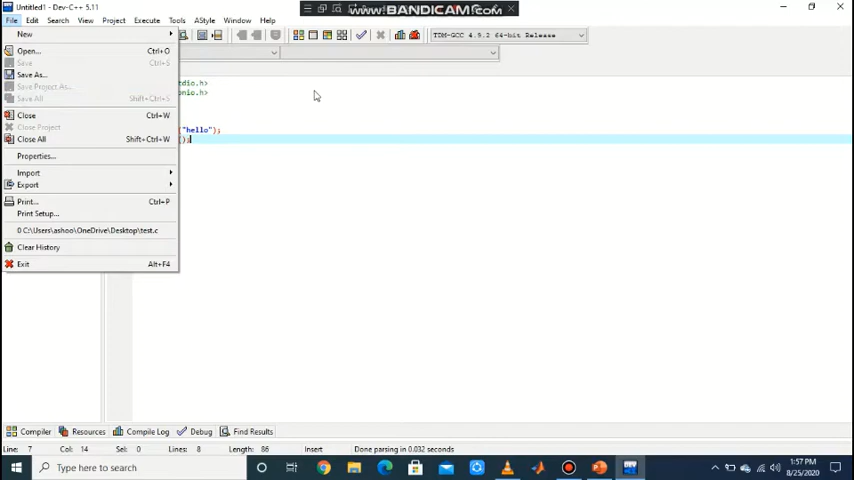 Untitled1 - Dev-C++ 5.11
www.BANDICAM.com
File Edit Search View Project Execute Tools AStyle Window Help
TDM-GCC 4.9.2 64-bit Release
New
Open... Ctrl+O
Save Ctrl+S
Save As...
Save Project As...
Save All Shift+Ctrl+S
Close Ctrl+W
Close Project
Close All Shift+Ctrl+W
Properties...
Import
Export
Print... Ctrl+P
Print Setup...
0 C:\Users\ashoo\OneDrive\Desktop\test.c
Clear History
Exit Alt+F4
tdio.h>
onio.h>
("hello");
();
Compiler Resources Compile Log Debug Find Results
Line: 7 Col: 14 Sel: 0 Lines: 8 Length: 86 Insert Done parsing in 0.032 seconds
Type here to search
1:57 PM
8/25/2020